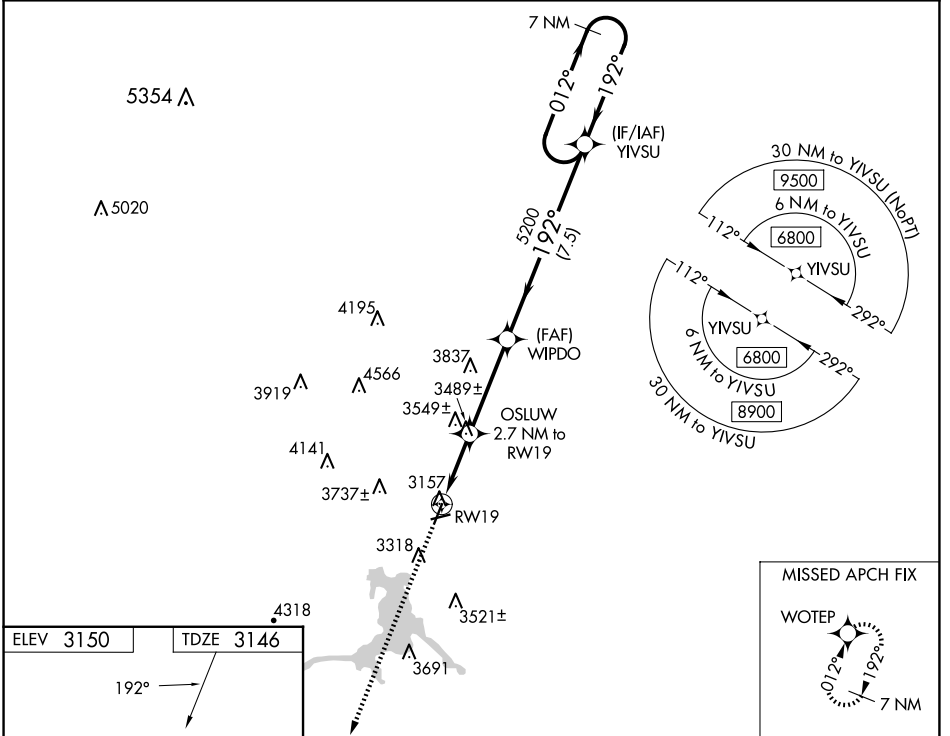 7 NM
012°
192°
5354
(IF/IAF)
YIVSU
5020
5200
192°
(7.5)
30 NM to YIVSU (NoPT)
9500
6 NM to YIVSU
6800
112°
YIVSU
292°
112°
YIVSU
292°
6800
6 NM to YIVSU
8900
30 NM to YIVSU
4195
(FAF)
WIPDO
3837
3919
4566
3489±
3549±
OSLUW
2.7 NM to
RW19
4141
3737±
3157
RW19
3318
3521±
4318
3691
ELEV 3150
TDZE 3146
192°
MISSED APCH FIX
WOTEP
012°
192°
7 NM